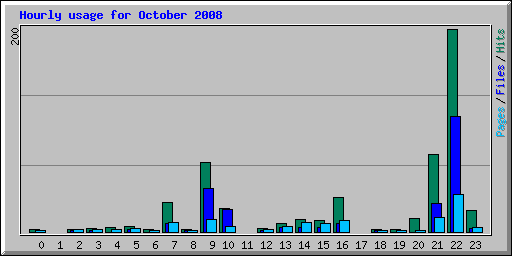 Hourly usage for October 2008
200
Pages / Files / Hits
0 1 2 3 4 5 6 7 8 9 10 11 12 13 14 15 16 17 18 19 20 21 22 23